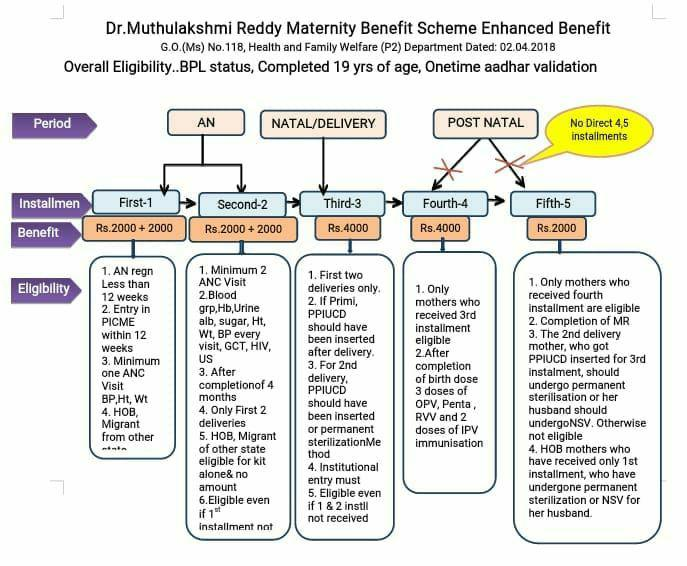 Dr.Muthulakshmi Reddy Maternity Benefit Scheme Enhanced Benefit
G.O.(Ms) No.118, Health and Family Welfare (P2) Department Dated: 02.04.2018
Overall Eligibility..BPL status, Completed 19 yrs of age, Onetime aadhar validation
Period
AN
NATAL/DELIVERY
POST NATAL
No Direct 4,5
installments
Installmen
First-1
Second-2
Third-3
Fourth-4
Fifth-5
Benefit
Rs.2000 + 2000
Rs.2000 + 2000
Rs.4000
Rs.4000
Rs.2000
Eligibility
1. AN regn
Less than
12 weeks
2. Entry in
PICME
within 12
weeks
3. Minimum
one ANC
Visit
BP,Ht, Wt
4. HOB,
Migrant
from other
state
1. Minimum 2
ANC Visit
2.Blood
grp,Hb,Urine
alb, sugar, Ht,
Wt, BP every
visit, GCT, HIV,
US
3. After
completionof 4
months
4. Only First 2
deliveries
5. HOB, Migrant
of other state
eligible for kit
alone& no
amount
6.Eligible even
if 1st
installment not
1. First two
deliveries only.
2. If Primi,
PPIUCD
should have
been inserted
after delivery.
3. For 2nd
delivery,
PPIUCD
should have
been inserted
or permanent
sterilizationMe
thod
4. Institutional
entry must
5. Eligible even
if 1 & 2 instll
not received
1. Only
mothers who
received 3rd
installment
eligible
2.After
completion
of birth dose
3 doses of
OPV, Penta ,
RVV and 2
doses of IPV
immunisation
1. Only mothers who
received fourth
installment are eligible
2. Completion of MR
3. The 2nd delivery
mother, who got
PPIUCD inserted for 3rd
instalment, should
undergo permanent
sterilisation or her
husband should
undergoNSV. Otherwise
not eligible
4. HOB mothers who
have received only 1st
installment, who have
undergone permanent
sterilization or NSV for
her husband.